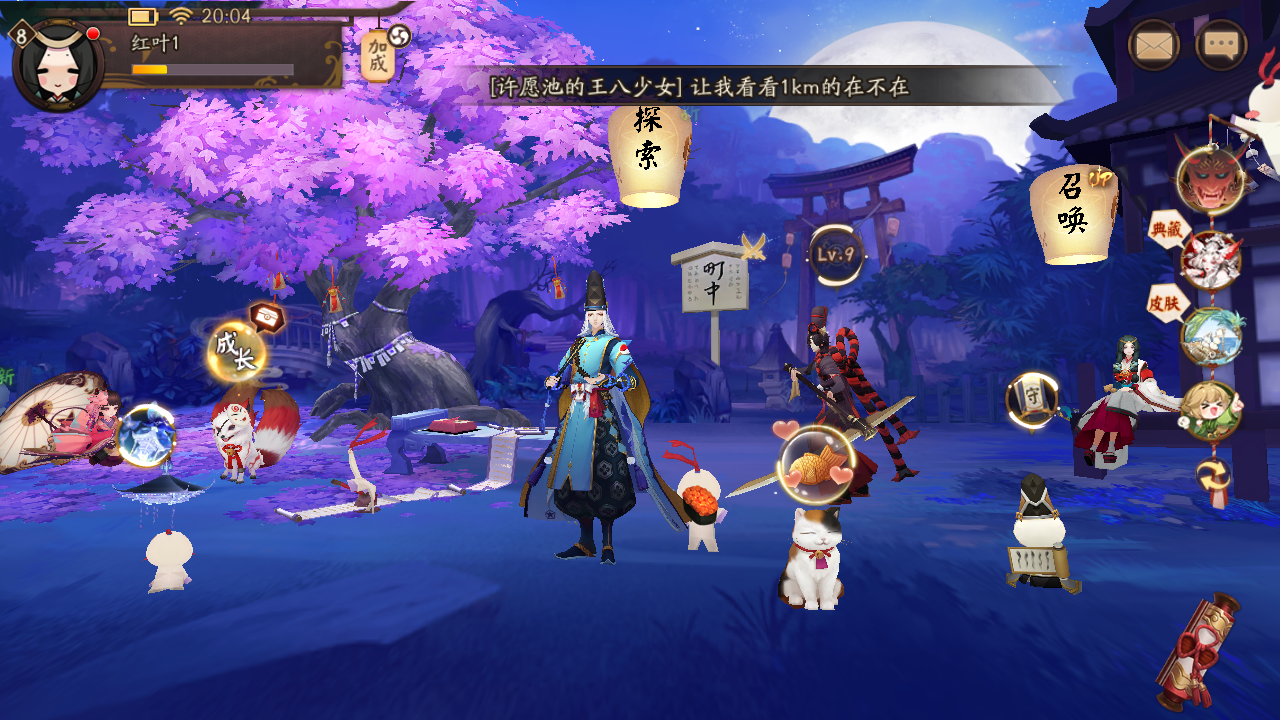 20:04
8
红叶1
加成
[许愿池的王八少女] 让我看看1km的在不在
探索
召唤
典藏
町中
Lv.9
皮肤
成长
新
守